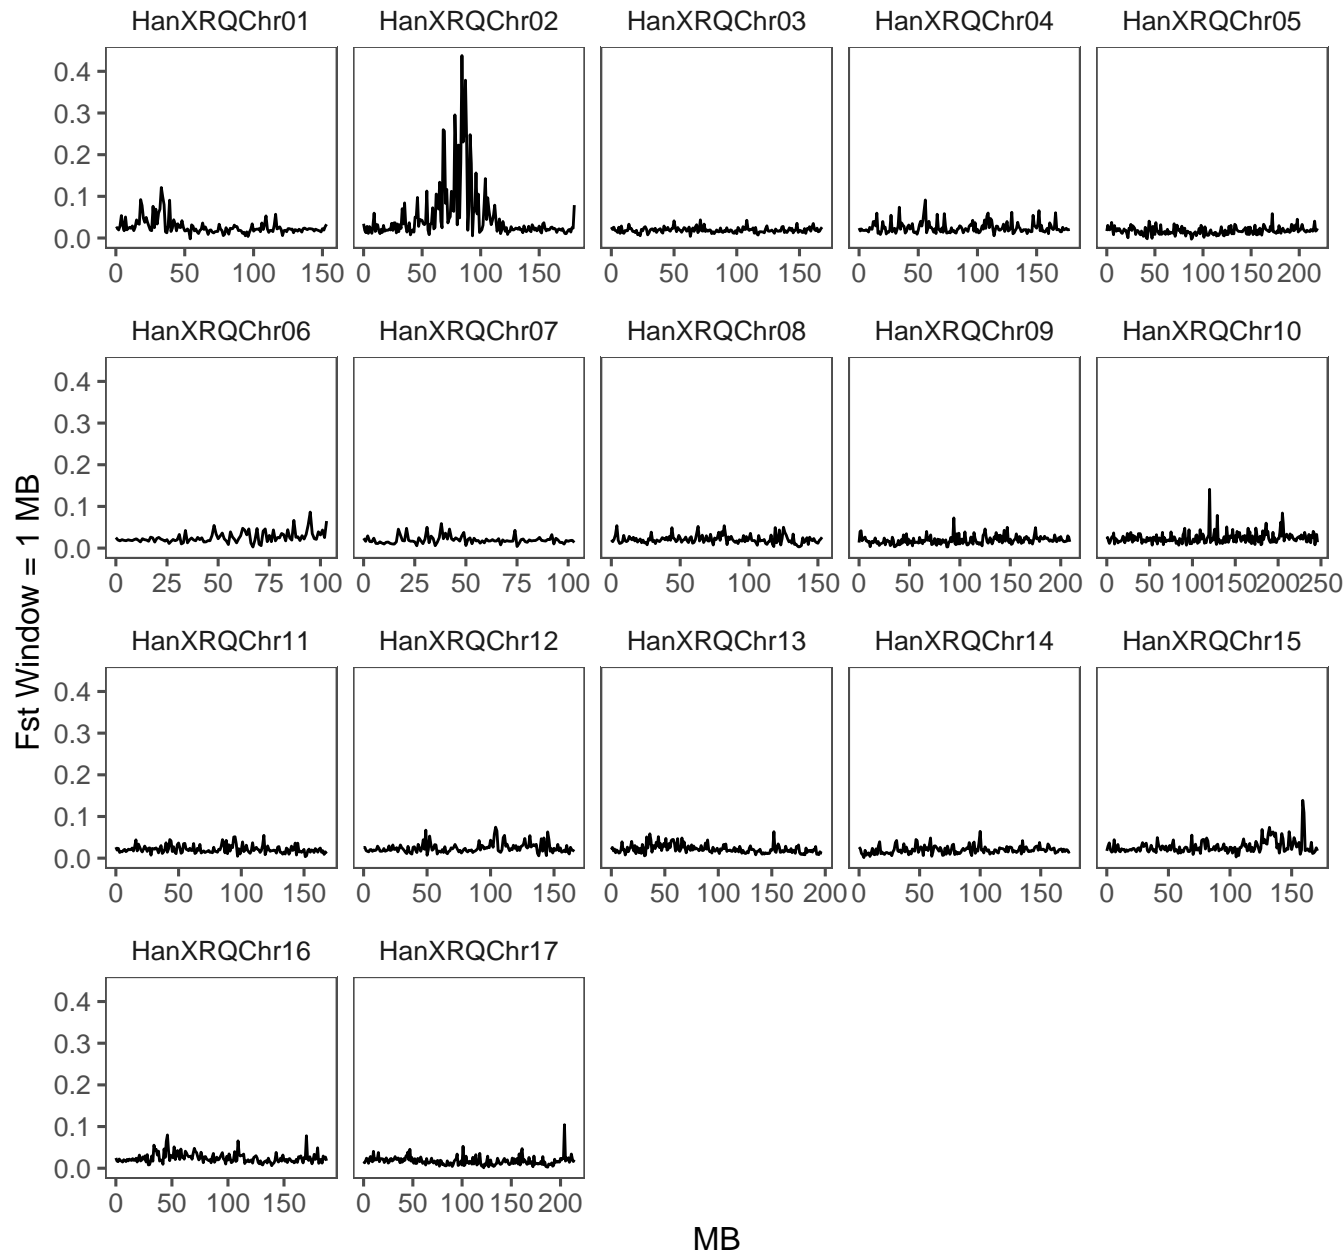 HanXRQChr01 HanXRQChr02 HanXRQChr03 HanXRQChr04 HanXRQChr05
0.4
0.3
0.2
0.1
0.0
0 50 100 150 0 50 100 150 0 50 100 150 0 50 100 150 0 50 100 150 200
HanXRQChr06 HanXRQChr07 HanXRQChr08 HanXRQChr09 HanXRQChr10
0.4
0.3
0.2
0.1
0.0
0 25 50 75 100 0 25 50 75 100 0 50 100 150 0 50 100 150 200 0 50 100 150 200 250
Fst Window = 1 MB
HanXRQChr11 HanXRQChr12 HanXRQChr13 HanXRQChr14 HanXRQChr15
0.4
0.3
0.2
0.1
0.0
0 50 100 150 0 50 100 150 0 50 100 150 200 0 50 100 150 0 50 100 150
HanXRQChr16 HanXRQChr17
0.4
0.3
0.2
0.1
0.0
0 50 100 150 0 50 100 150 200
MB